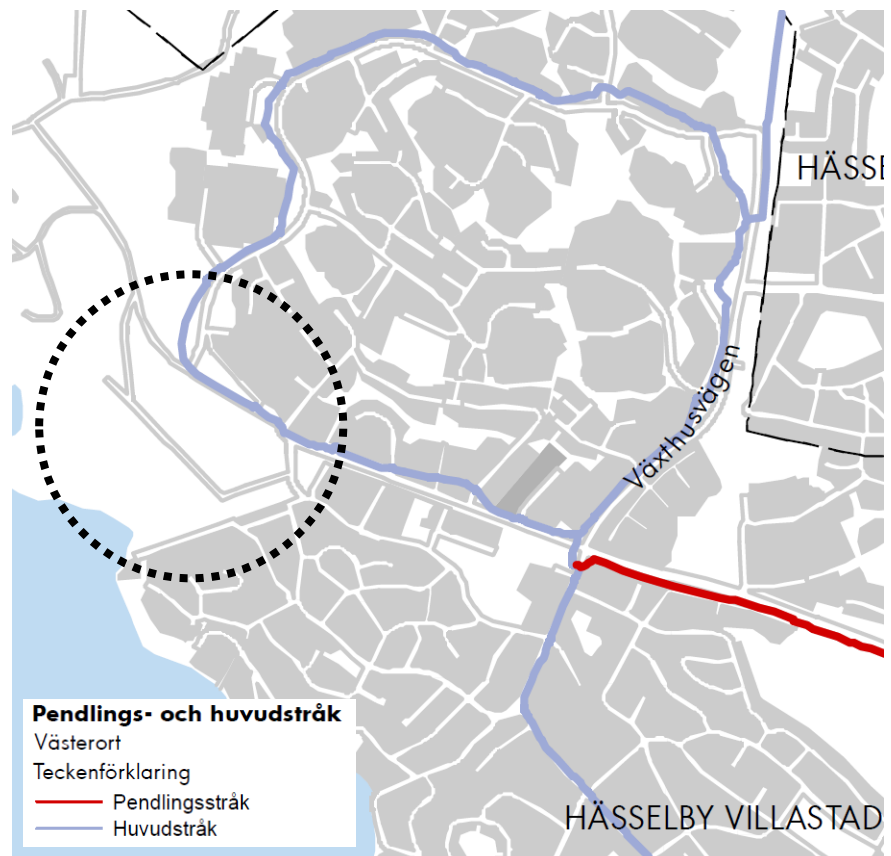 HÄSSE
Växthusvägen
Pendlings- och huvudstråk
Västerort
Teckenförklaring
Pendlingsstråk
Huvudstråk
HÄSSELBY VILLASTAD